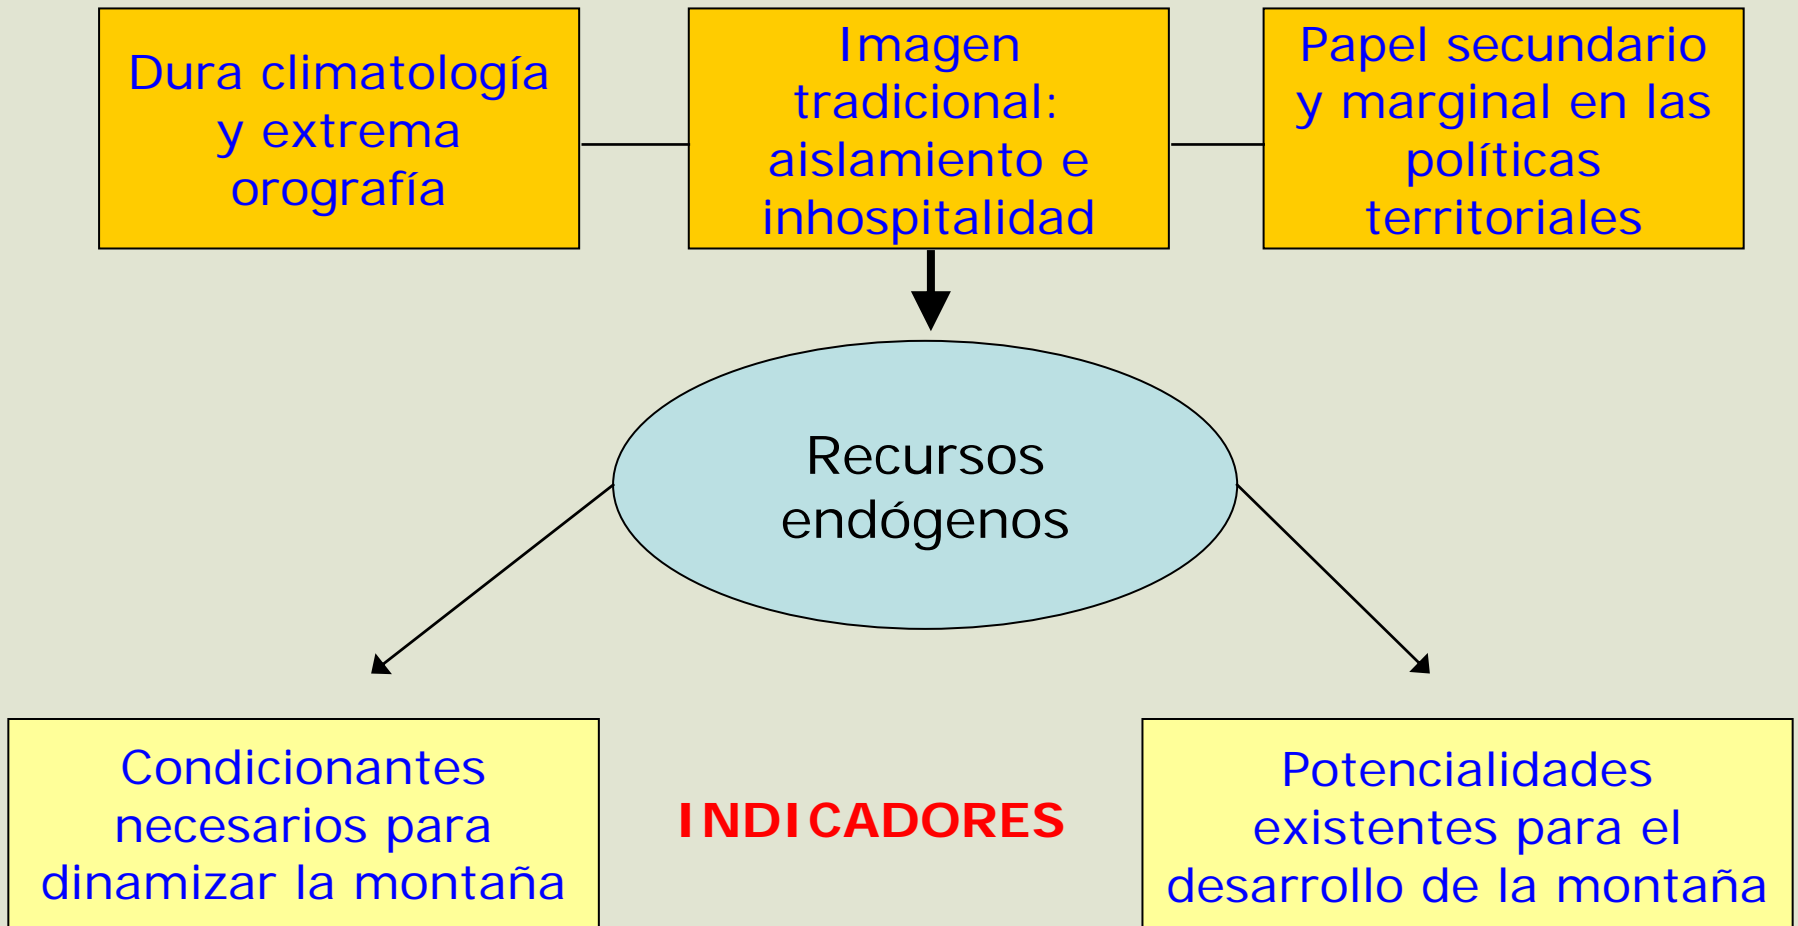 Dura climatología
y extrema
orografía
Imagen
tradicional:
aislamiento e
inhospitalidad
Papel secundario
y marginal en las
políticas
territoriales
Recursos
endógenos
Condicionantes
necesarios para
dinamizar la montaña
INDICADORES
Potencialidades
existentes para el
desarrollo de la montaña